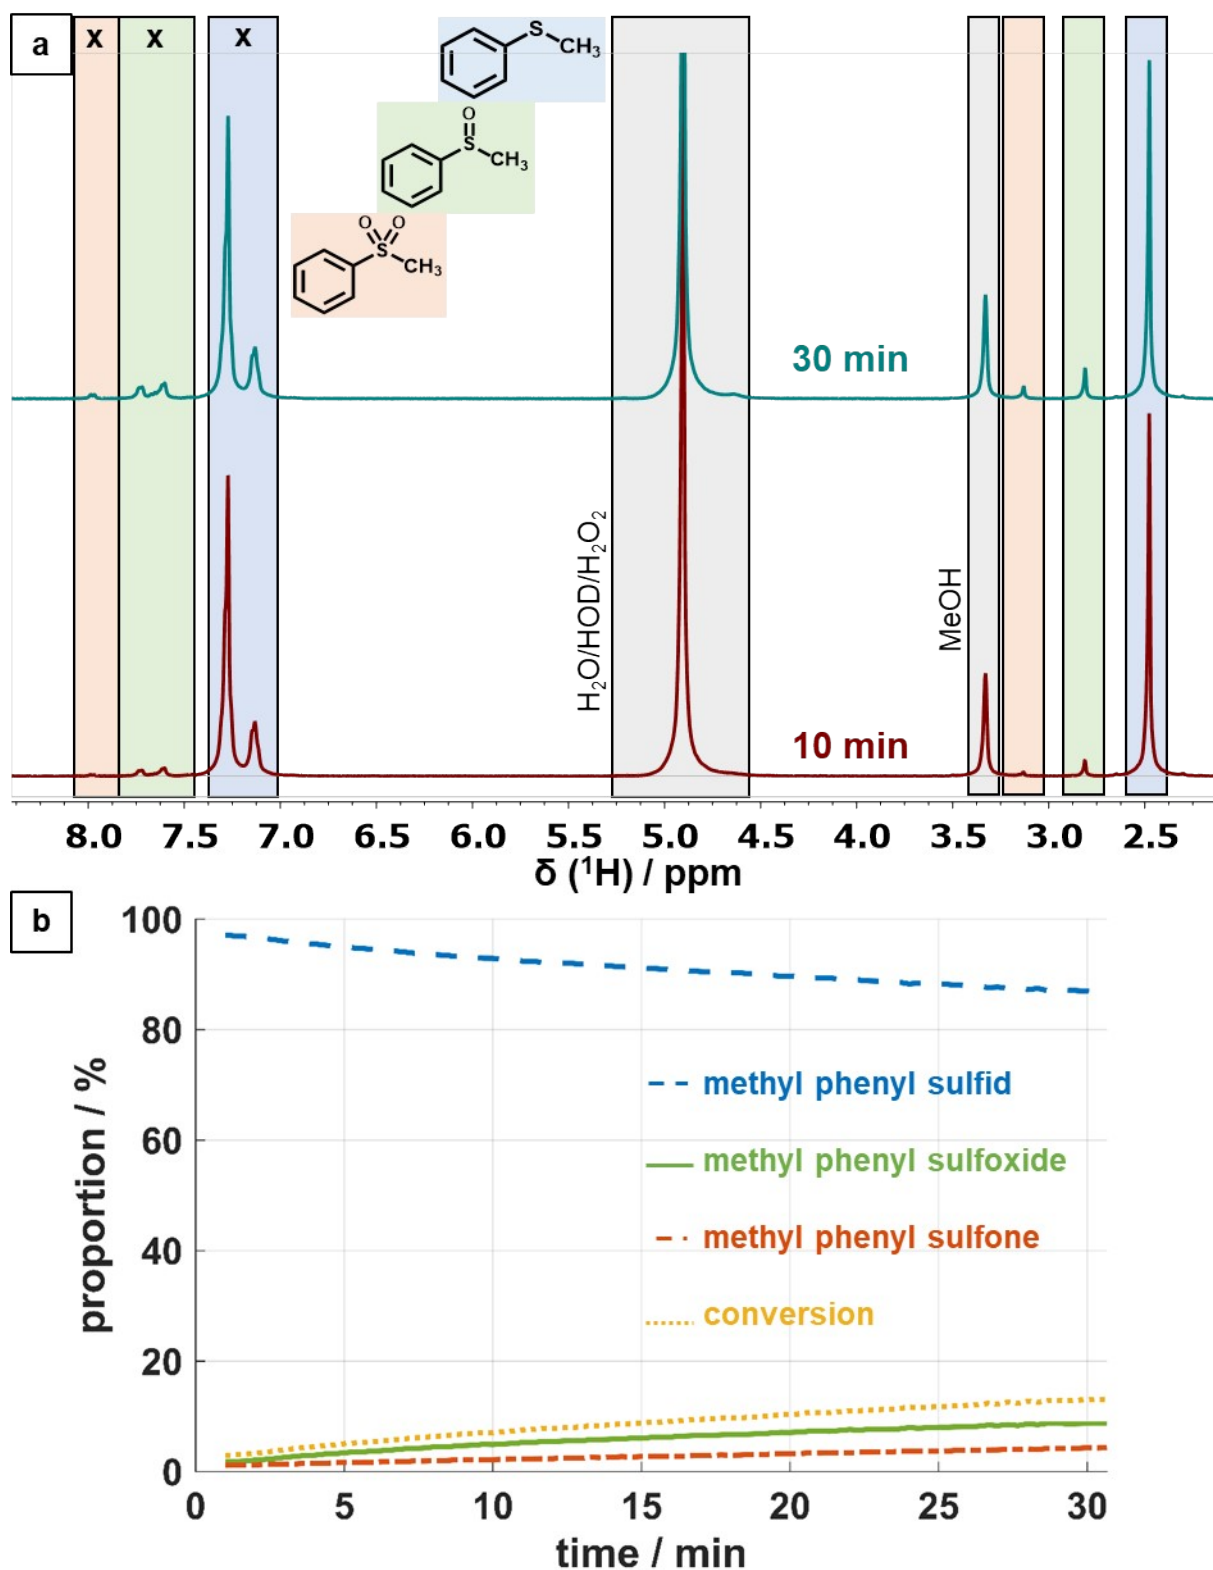 a
x x x
S
CH3
O
S
CH3
O O
S
CH3
30 min
H2O/HOD/H2O2
MeOH
10 min
8.0 7.5 7.0 6.5 6.0 5.5 5.0 4.5 4.0 3.5 3.0 2.5
δ (¹H) / ppm
b
100
80
60
40
20
0
proportion / %
methyl phenyl sulfid
methyl phenyl sulfoxide
methyl phenyl sulfone
conversion
0 5 10 15 20 25 30
time / min